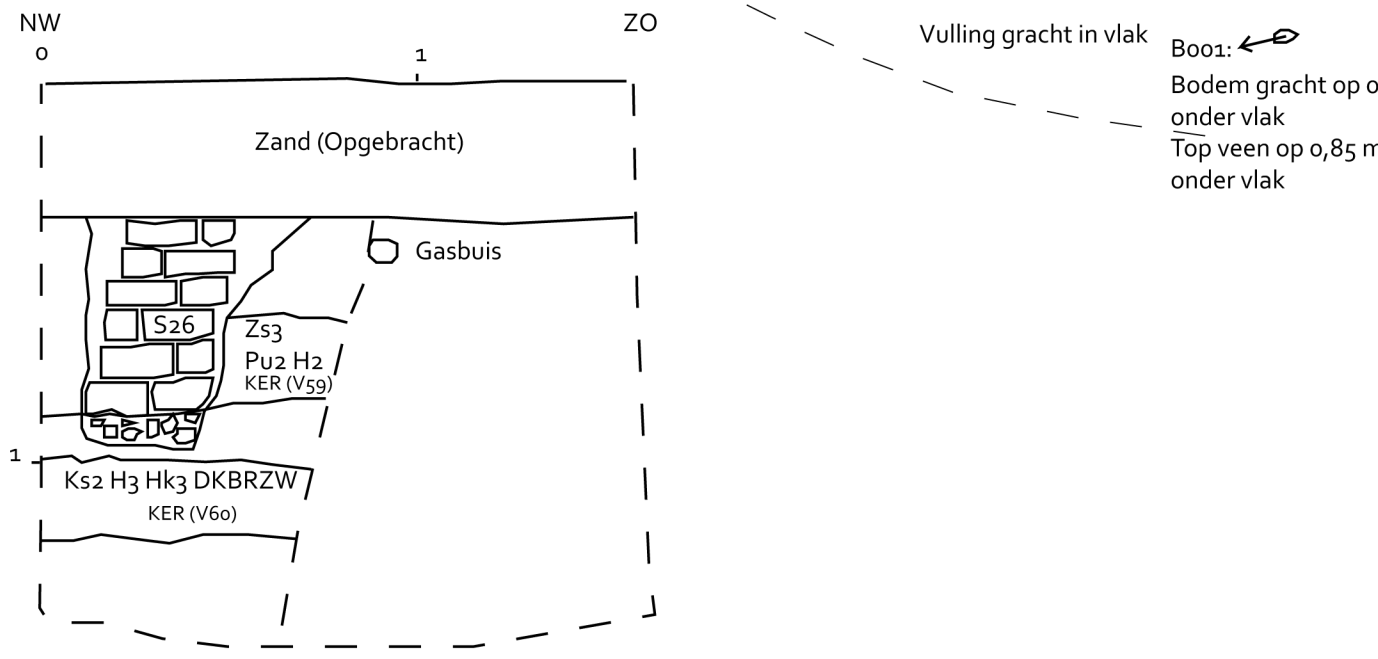 NW
ZO
0
1
Zand (Opgebracht)
Gasbuis
S26
Zs3
Pu2 H2
KER (V59)
1
Ks2 H3 Hk3 DKBRZW
KER (V60)
Vulling gracht in vlak
B001:
Bodem gracht op 0
onder vlak
Top veen op 0,85 m
onder vlak